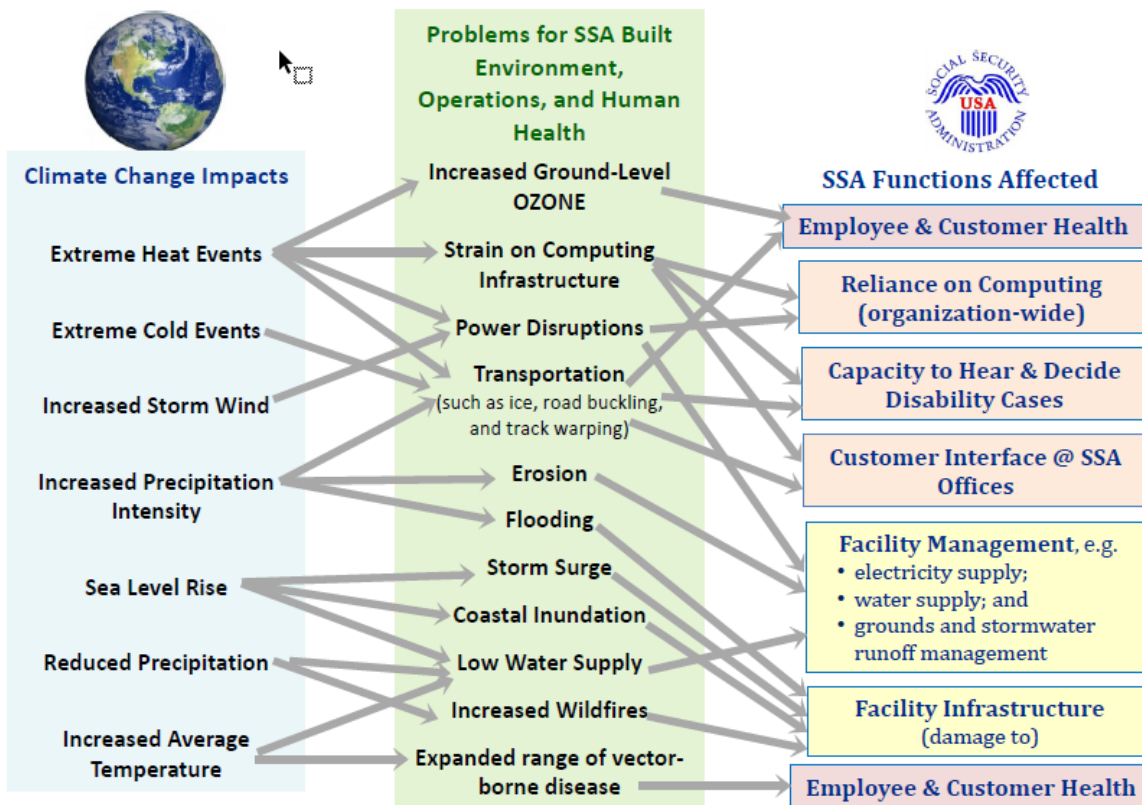 Climate Change Impacts
Extreme Heat Events
Extreme Cold Events
Increased Storm Wind
Increased Precipitation
Intensity
Sea Level Rise
Reduced Precipitation
Increased Average
Temperature
Problems for SSA Built
Environment,
Operations, and Human
Health
Increased Ground-Level
OZONE
Strain on Computing
Infrastructure
Power Disruptions
Transportation
(such as ice, road buckling,
and track warping)
Erosion
Flooding
Storm Surge
Coastal Inundation
Low Water Supply
Increased Wildfires
Expanded range of vector-
borne disease
SOCIAL SECURITY
USA
ADMINISTRATION
SSA Functions Affected
Employee & Customer Health
Reliance on Computing
(organization-wide)
Capacity to Hear & Decide
Disability Cases
Customer Interface @ SSA
Offices
Facility Management, e.g.
• electricity supply;
• water supply; and
• grounds and stormwater
runoff management
Facility Infrastructure
(damage to)
Employee & Customer Health